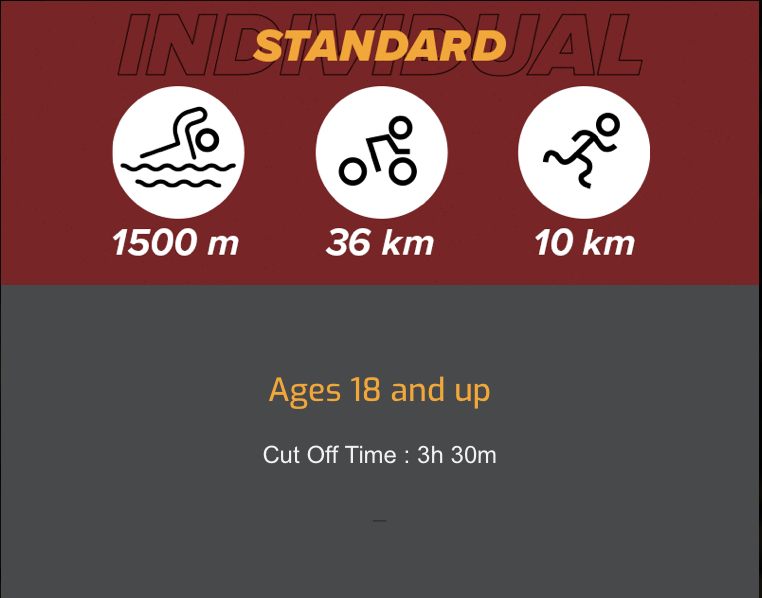 INDIVIDUAL
STANDARD
1500 m 36 km 10 km
Ages 18 and up
Cut Off Time : 3h 30m
_